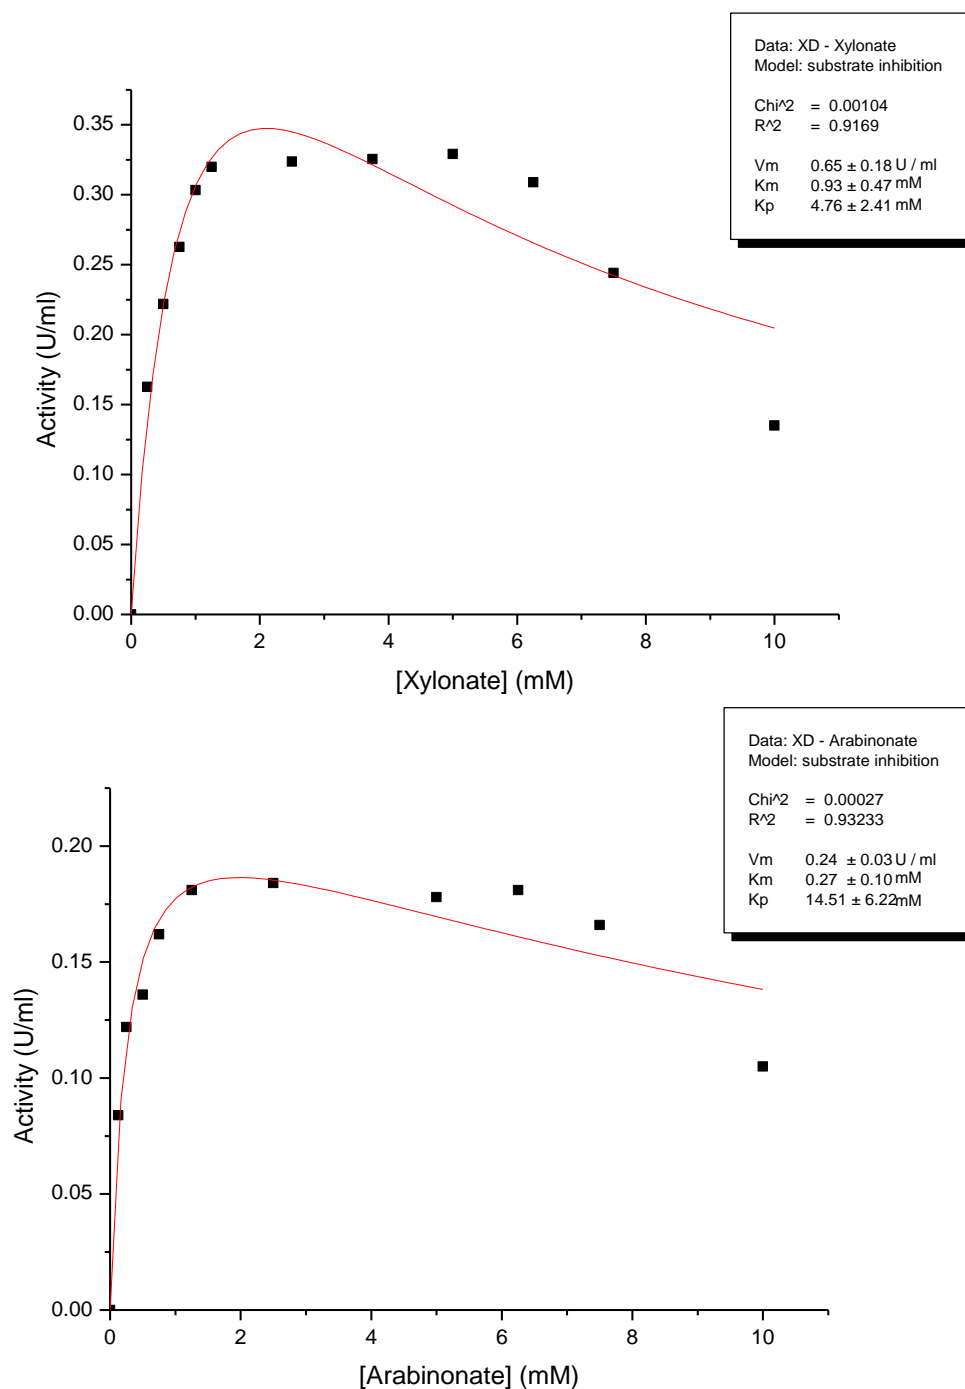 Data: XD - Xylonate
Model: substrate inhibition
Chi^2 = 0.00104
R^2 = 0.9169
Vm 0.65 ± 0.18 U / ml
Km 0.93 ± 0.47 mM
Kp 4.76 ± 2.41 mM
0.35
0.30
0.25
0.20
0.15
0.10
0.05
0.00
Activity (U/ml)
0 2 4 6 8 10
[Xylonate] (mM)
Data: XD - Arabinonate
Model: substrate inhibition
Chi^2 = 0.00027
R^2 = 0.93233
Vm 0.24 ± 0.03 U / ml
Km 0.27 ± 0.10 mM
Kp 14.51 ± 6.22 mM
0.20
0.15
0.10
0.05
0.00
Activity (U/ml)
0 2 4 6 8 10
[Arabinonate] (mM)